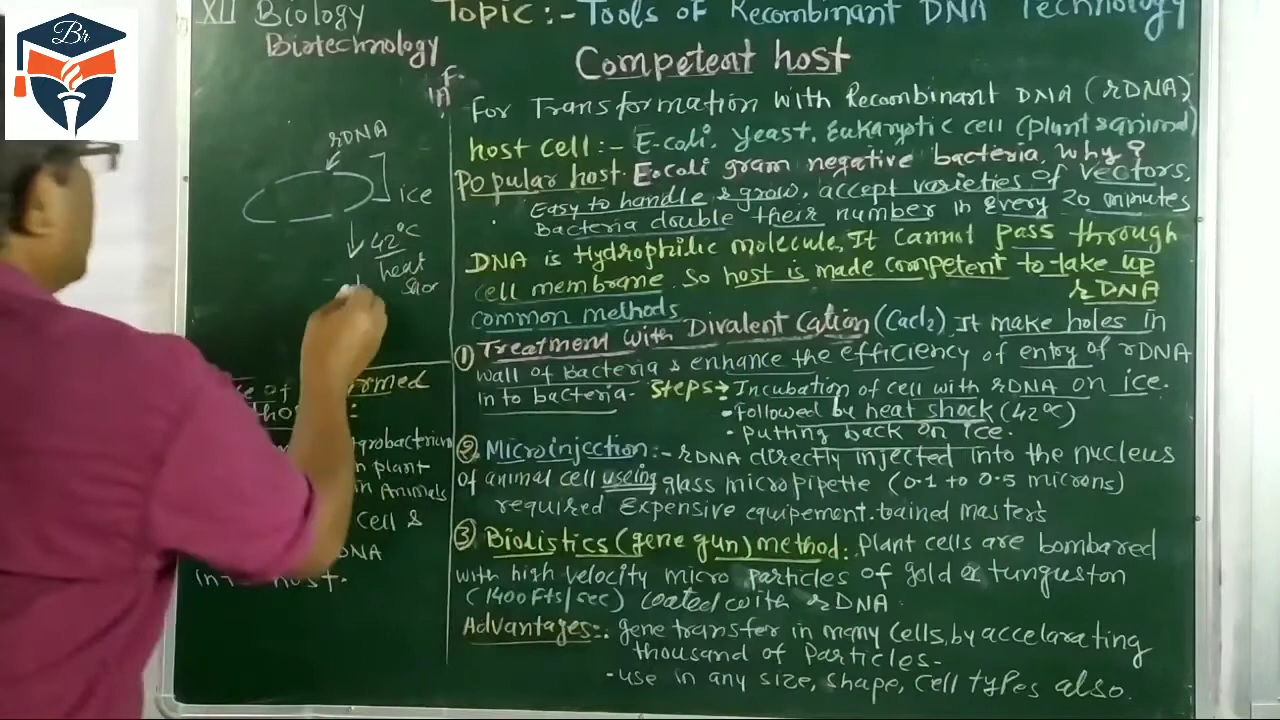 Br
XII Biology
Biotechnology
Topic:- Tools of Recombinant DNA Technology
Competent host
rDNA
ice
42°C
heat
For Transformation with Recombinant DNA (rDNA)
host cell:- E-coli, Yeast, Eukaryotic cell (plant & animal)
Popular host. E.coli gram negative bacteria, Why?
Easy to handle & grow, accept varieties of vectors,
Bacteria double their number in every 20 minutes
DNA is Hydrophilic molecule, It cannot pass through
cell membrane. So host is made competent to take up
rDNA
common methods
① Treatment with Divalent Cation (Cacl2) It make holes in
wall of bacteria & enhance the efficiency of entry of rDNA
in to bacteria. Steps → Incubation of cell with rDNA on ice.
• Followed by heat shock (42°C)
• Putting back on ice.
② Microinjection:- rDNA directly injected into the nucleus
of animal cell useing glass micropipette (0.1 to 0.5 microns)
required Expensive equipement. trained masters
③ Biolistics (gene gun) method: Plant cells are bombared
with high velocity micro particles of gold or tunguston
(1400 Fts/sec) coated with rDNA.
Advantages:. gene transfer in many cells, by accelarating
thousand of Particles-
• use in any size, shape, cell types also.
of
Agrobacterium
in plant
in Animals
cell &
DNA
host.